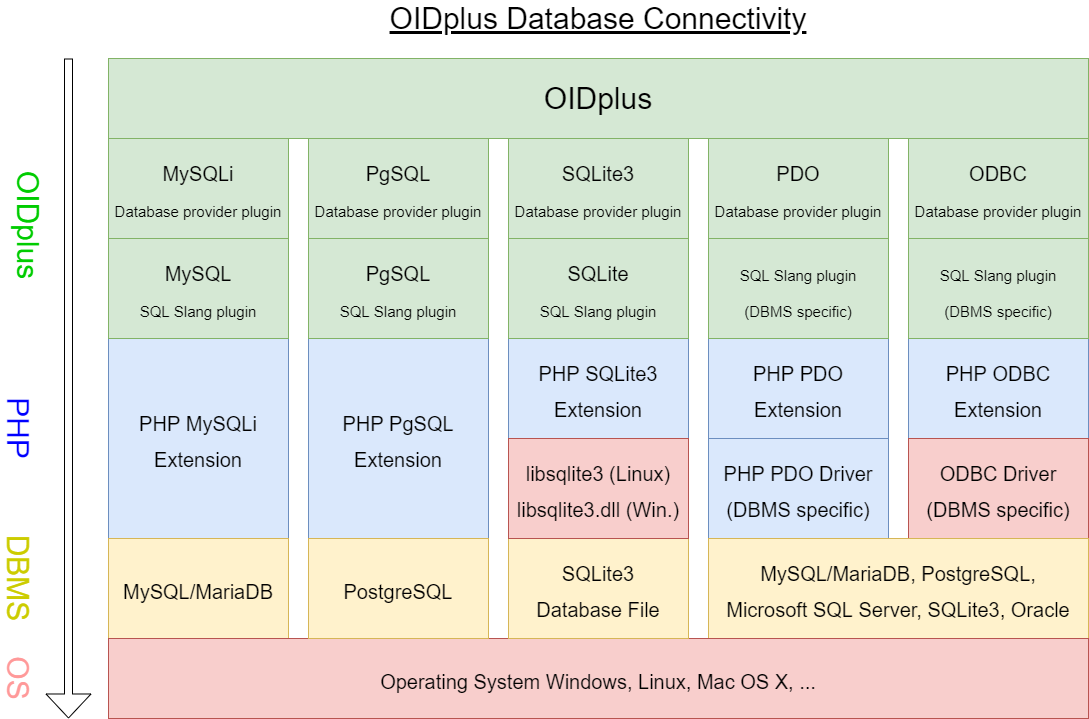 OIDplus Database Connectivity
OIDplus
OIDplus
MySQLi
Database provider plugin
PgSQL
Database provider plugin
SQLite3
Database provider plugin
PDO
Database provider plugin
ODBC
Database provider plugin
MySQL
SQL Slang plugin
PgSQL
SQL Slang plugin
SQLite
SQL Slang plugin
SQL Slang plugin
(DBMS specific)
SQL Slang plugin
(DBMS specific)
PHP
PHP MySQLi
Extension
PHP PgSQL
Extension
PHP SQLite3
Extension
PHP PDO
Extension
PHP ODBC
Extension
libsqlite3 (Linux)
libsqlite3.dll (Win.)
PHP PDO Driver
(DBMS specific)
ODBC Driver
(DBMS specific)
DBMS
MySQL/MariaDB
PostgreSQL
SQLite3
Database File
MySQL/MariaDB, PostgreSQL,
Microsoft SQL Server, SQLite3, Oracle
OS
Operating System Windows, Linux, Mac OS X, ...